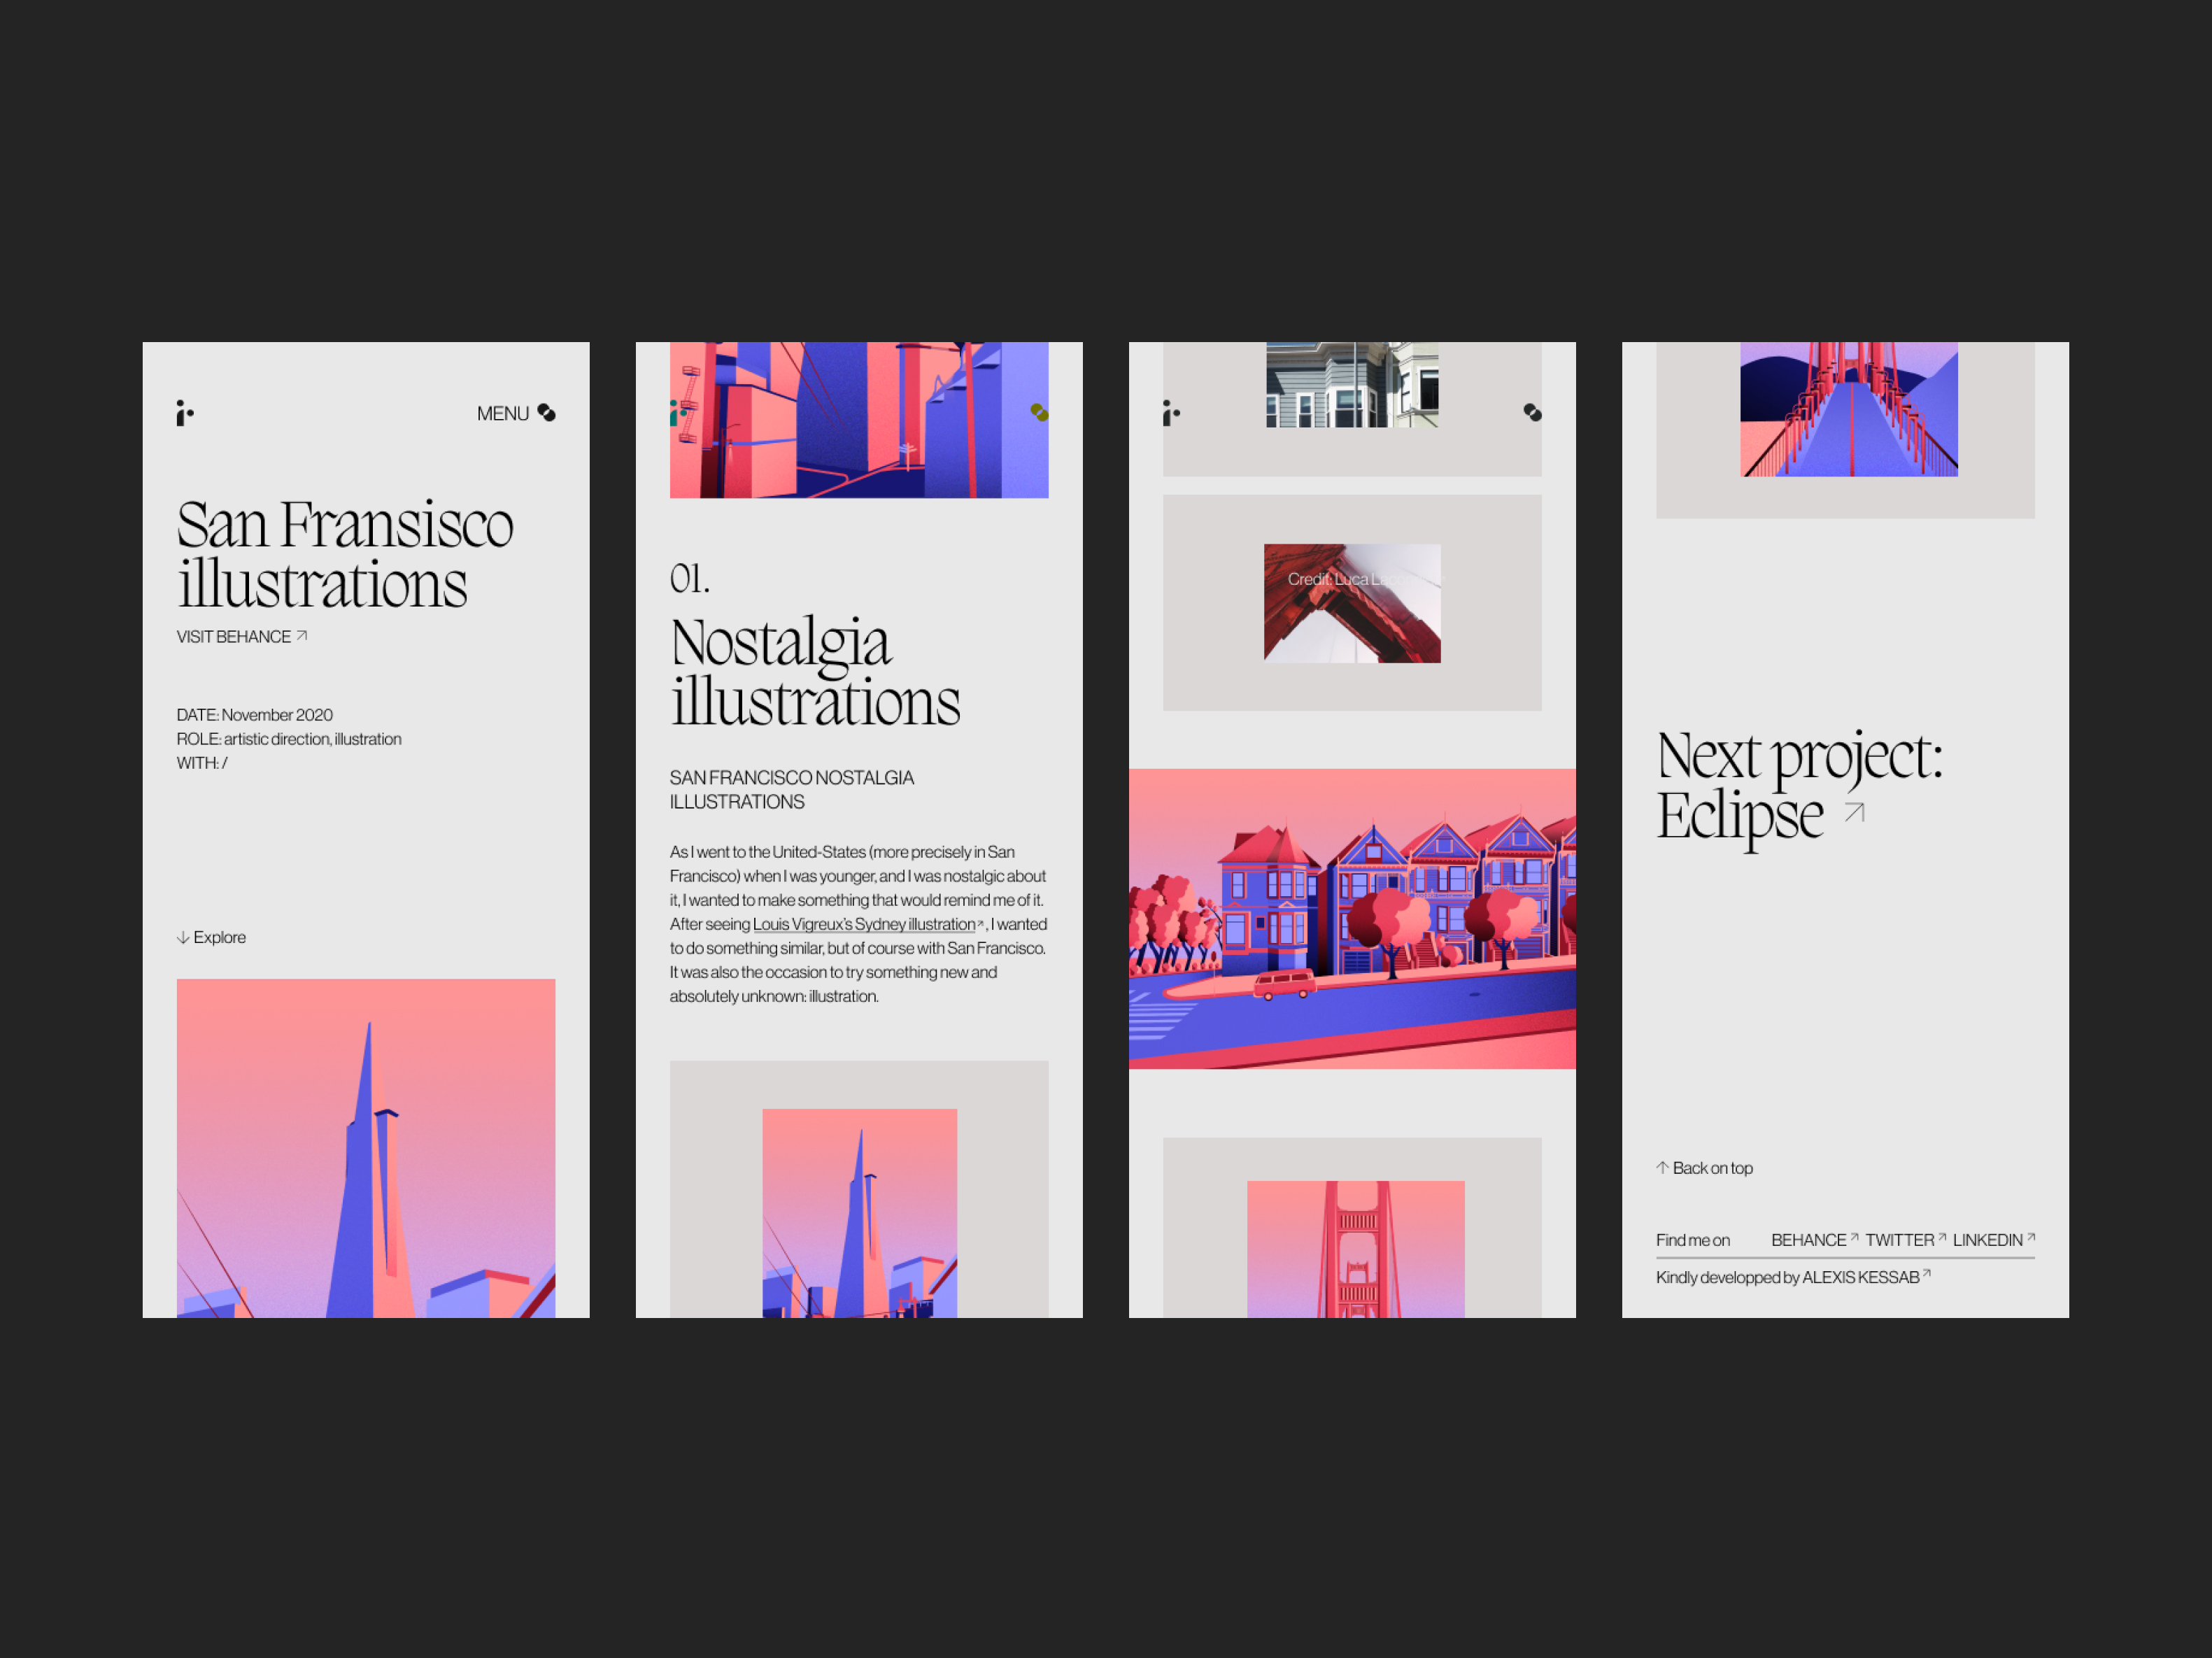 MENU
San Fransisco
illustrations
VISIT BEHANCE
DATE: November 2020
ROLE: artistic direction, illustration
WITH: /
Explore
01.
Nostalgia
illustrations
SAN FRANCISCO NOSTALGIA
ILLUSTRATIONS
As I went to the United-States (more precisely in San
Francisco) when I was younger, and I was nostalgic about
it, I wanted to make something that would remind me of it.
After seeing Louis Vigreux’s Sydney illustration, I wanted
to do something similar, but of course with San Francisco.
It was also the occasion to try something new and
absolutely unknown: illustration.
Credit: Luca
Next project:
Eclipse
Back on top
Find me on BEHANCE TWITTER LINKEDIN
Kindly developped by ALEXIS KESSAB